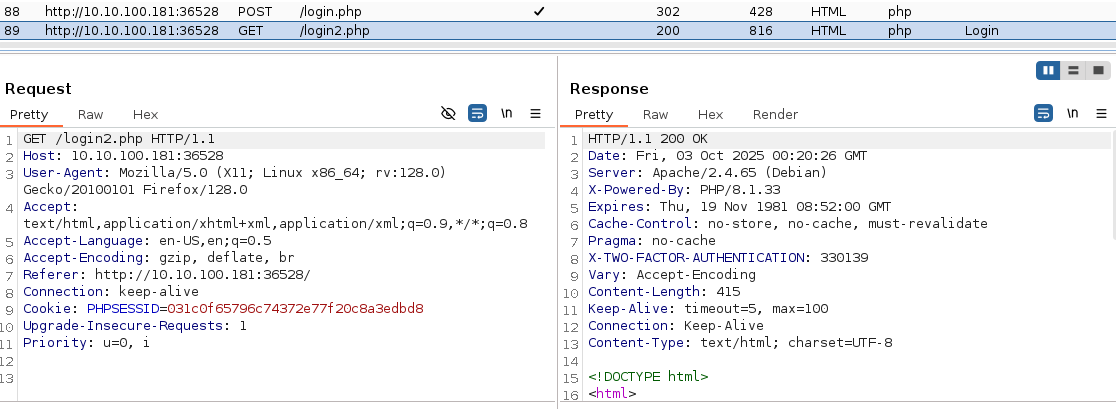 88 http://10.10.100.181:36528 POST /login.php ✓ 302 428 HTML php
89 http://10.10.100.181:36528 GET /login2.php 200 816 HTML php Login
Request
Pretty Raw Hex \n
1 GET /login2.php HTTP/1.1
2 Host: 10.10.100.181:36528
3 User-Agent: Mozilla/5.0 (X11; Linux x86_64; rv:128.0)
Gecko/20100101 Firefox/128.0
4 Accept:
text/html,application/xhtml+xml,application/xml;q=0.9,*/*;q=0.8
5 Accept-Language: en-US,en;q=0.5
6 Accept-Encoding: gzip, deflate, br
7 Referer: http://10.10.100.181:36528/
8 Connection: keep-alive
9 Cookie: PHPSESSID=031c0f65796c74372e77f20c8a3edbd8
10 Upgrade-Insecure-Requests: 1
11 Priority: u=0, i
12
13
Response
Pretty Raw Hex Render \n
1 HTTP/1.1 200 OK
2 Date: Fri, 03 Oct 2025 00:20:26 GMT
3 Server: Apache/2.4.65 (Debian)
4 X-Powered-By: PHP/8.1.33
5 Expires: Thu, 19 Nov 1981 08:52:00 GMT
6 Cache-Control: no-store, no-cache, must-revalidate
7 Pragma: no-cache
8 X-TWO-FACTOR-AUTHENTICATION: 330139
9 Vary: Accept-Encoding
10 Content-Length: 415
11 Keep-Alive: timeout=5, max=100
12 Connection: Keep-Alive
13 Content-Type: text/html; charset=UTF-8
14
15 <!DOCTYPE html>
16 <html>